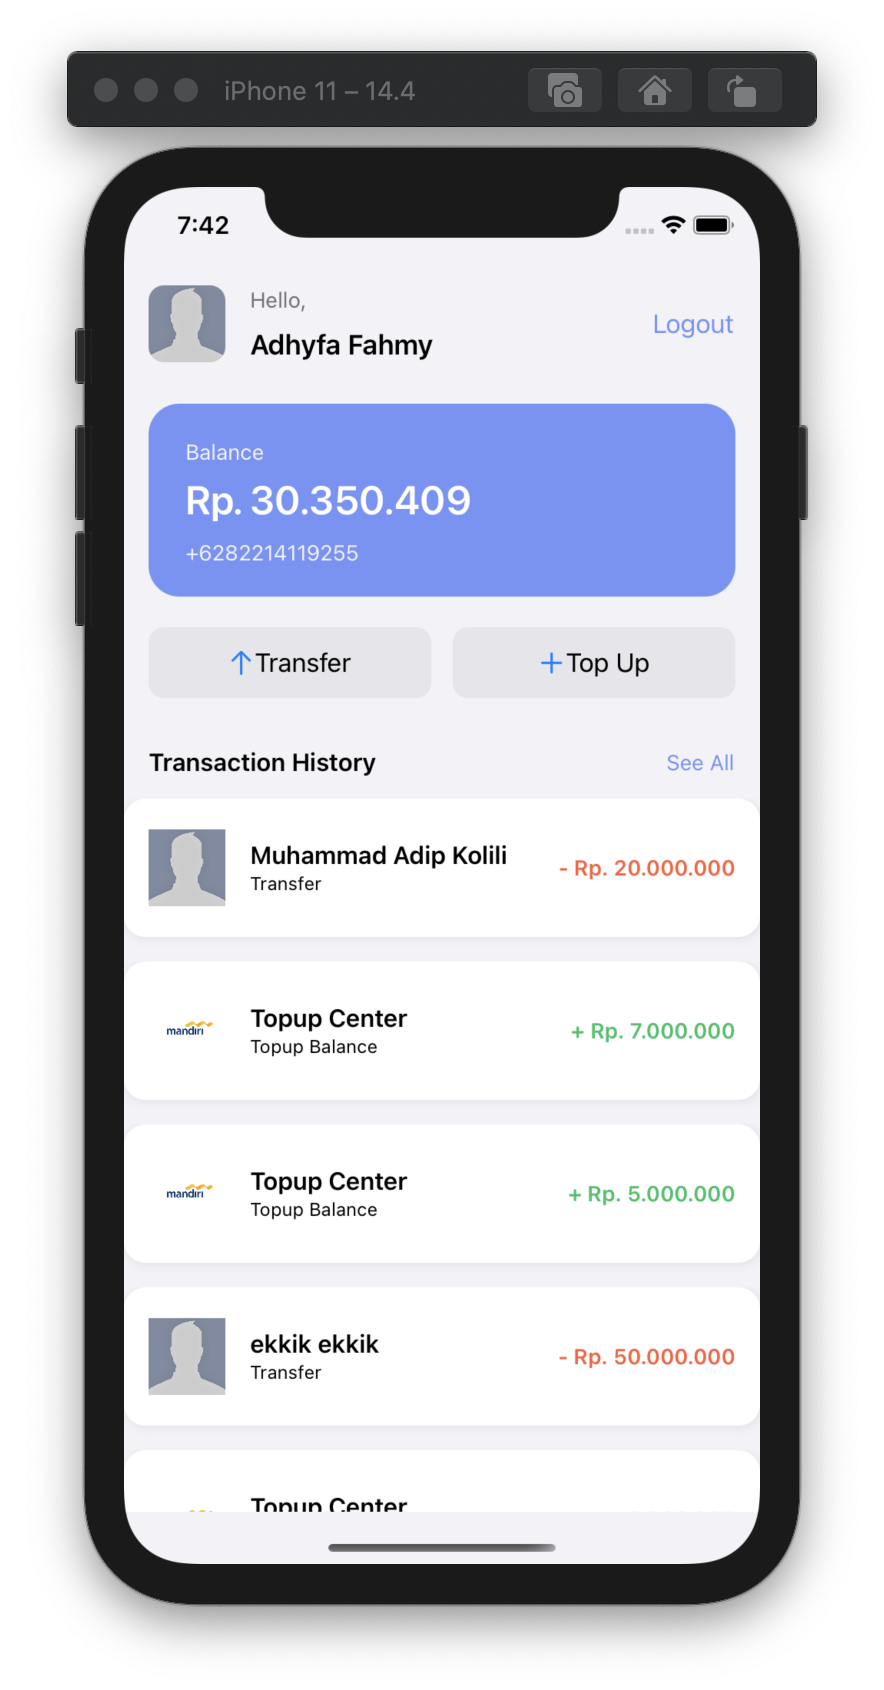 iPhone 11 – 14.4
7:42
Hello,
Adhyfa Fahmy
Logout
Balance
Rp. 30.350.409
+6282214119255
Transfer
Top Up
Transaction History
See All
Muhammad Adip Kolili
Transfer
- Rp. 20.000.000
mandiri
Topup Center
Topup Balance
+ Rp. 7.000.000
mandiri
Topup Center
Topup Balance
+ Rp. 5.000.000
ekkik ekkik
Transfer
- Rp. 50.000.000
Topup Center